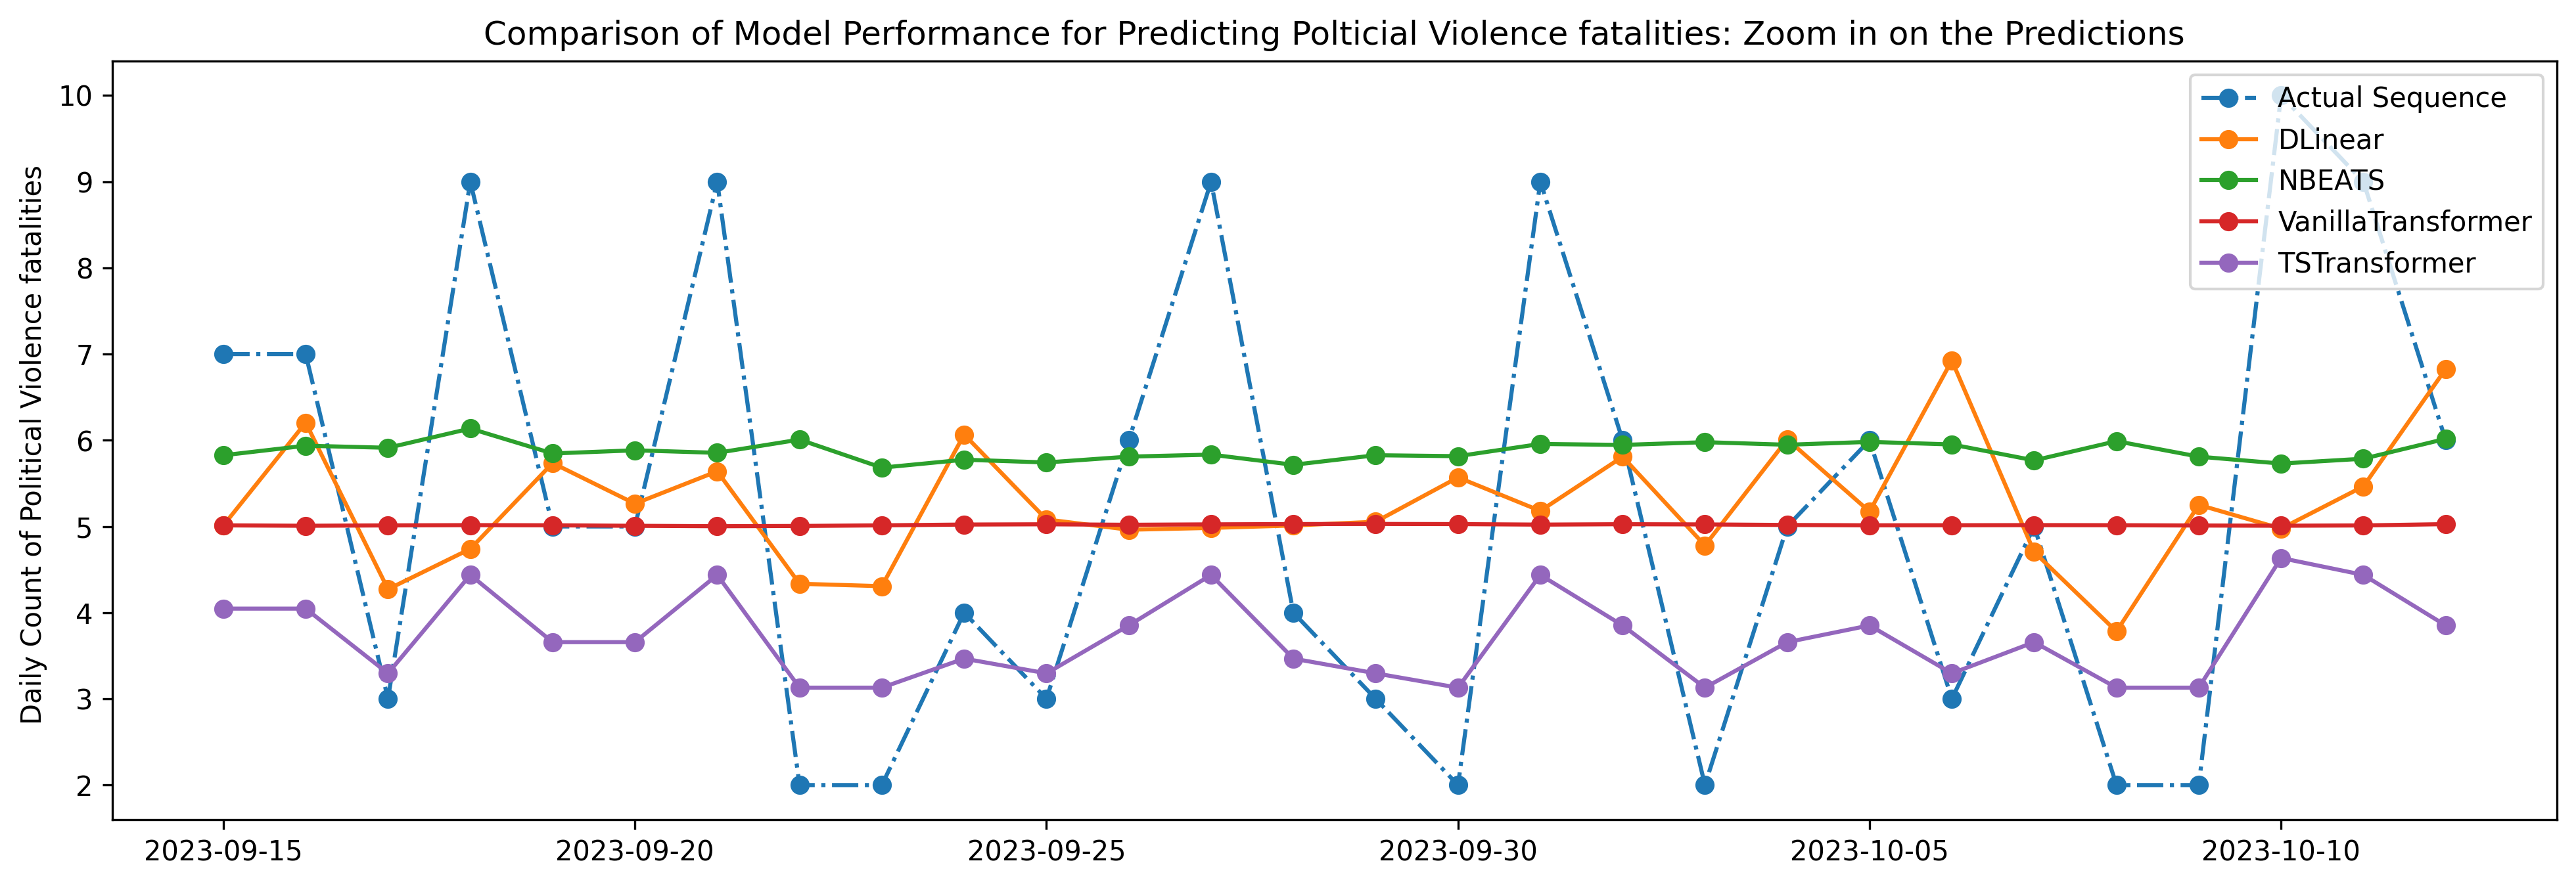 Comparison of Model Performance for Predicting Polticial Violence fatalities: Zoom in on the Predictions
Daily Count of Political Violence fatalities
10
9
8
7
6
5
4
3
2
Actual Sequence
DLinear
NBEATS
VanillaTransformer
TSTransformer
2023-09-15
2023-09-20
2023-09-25
2023-09-30
2023-10-05
2023-10-10